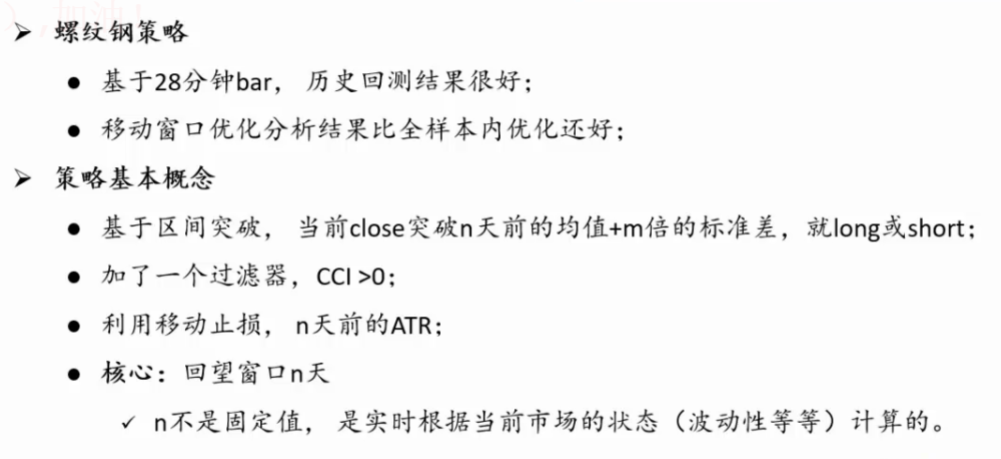 ➢ 螺纹钢策略
● 基于28分钟bar， 历史回测结果很好；
● 移动窗口优化分析结果比全样本内优化还好；
➢ 策略基本概念
● 基于区间突破， 当前close突破n天前的均值+m倍的标准差，就long或short；
● 加了一个过滤器，CCI >0；
● 利用移动止损， n天前的ATR；
● 核心：回望窗口n天
✓ n不是固定值， 是实时根据当前市场的状态（波动性等等）计算的。